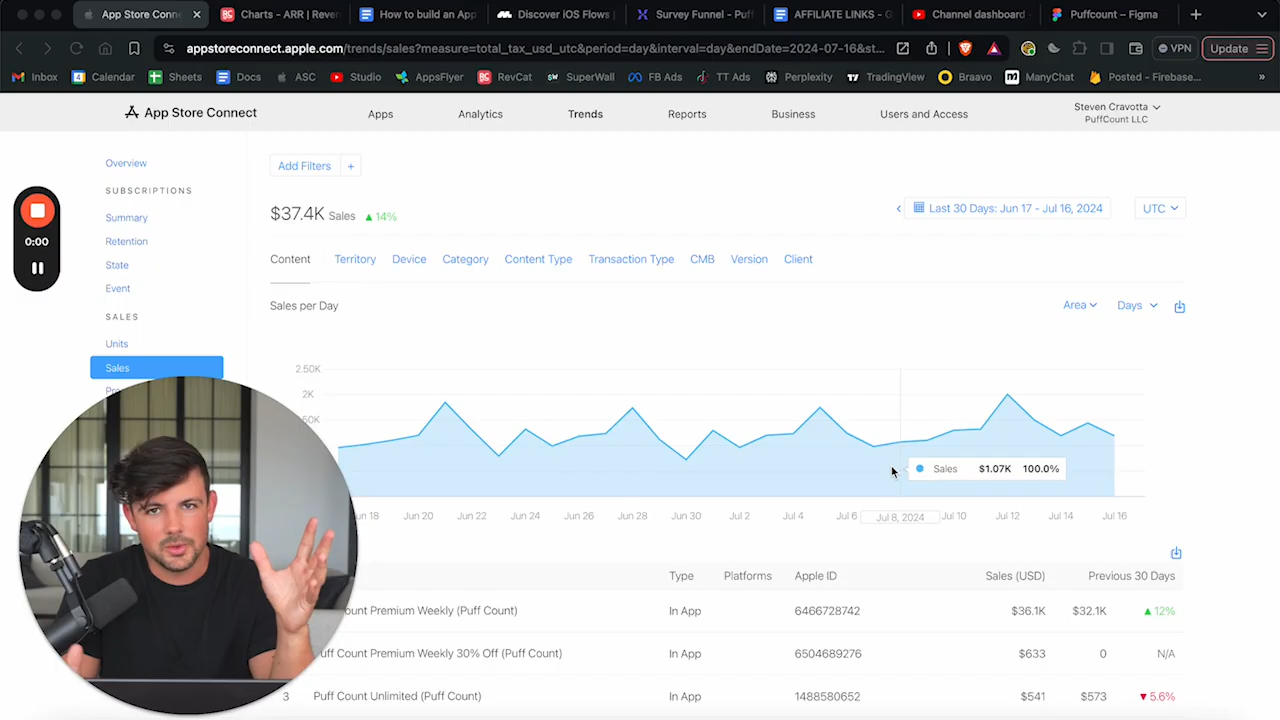 App Store Conne
Charts - ARR | Reve
How to build an App
Discover iOS Flows |
Survey Funnel - Puff
AFFILIATE LINKS - G
Channel dashboard -
Puffcount – Figma
appstoreconnect.apple.com/trends/sales?measure=total_tax_usd_utc&period=day&interval=day&endDate=2024-07-16&st...
VPN
Update
Inbox
Calendar
Sheets
Docs
ASC
Studio
AppsFlyer
RevCat
SuperWall
FB Ads
TT Ads
Perplexity
TradingView
Braavo
ManyChat
Posted - Firebase...
App Store Connect
Apps
Analytics
Trends
Reports
Business
Users and Access
Steven Cravotta
PuffCount LLC
Overview
SUBSCRIPTIONS
Summary
Retention
State
Event
SALES
Units
Sales
0:00
Add Filters +
$37.4K Sales ▲ 14%
Last 30 Days: Jun 17 - Jul 16, 2024
UTC
Content
Territory
Device
Category
Content Type
Transaction Type
CMB
Version
Client
Sales per Day
Area
Days
2.50K
2K
50K
Sales $1.07K 100.0%
un 18
Jun 20
Jun 22
Jun 24
Jun 26
Jun 28
Jun 30
Jul 2
Jul 4
Jul 6
Jul 8, 2024
Jul 10
Jul 12
Jul 14
Jul 16
Type
Platforms
Apple ID
Sales (USD)
Previous 30 Days
ount Premium Weekly (Puff Count) In App 6466728742 $36.1K $32.1K ▲ 12%
uff Count Premium Weekly 30% Off (Puff Count) In App 6504689276 $633 0 N/A
3 Puff Count Unlimited (Puff Count) In App 1488580652 $541 $573 ▼ 5.6%